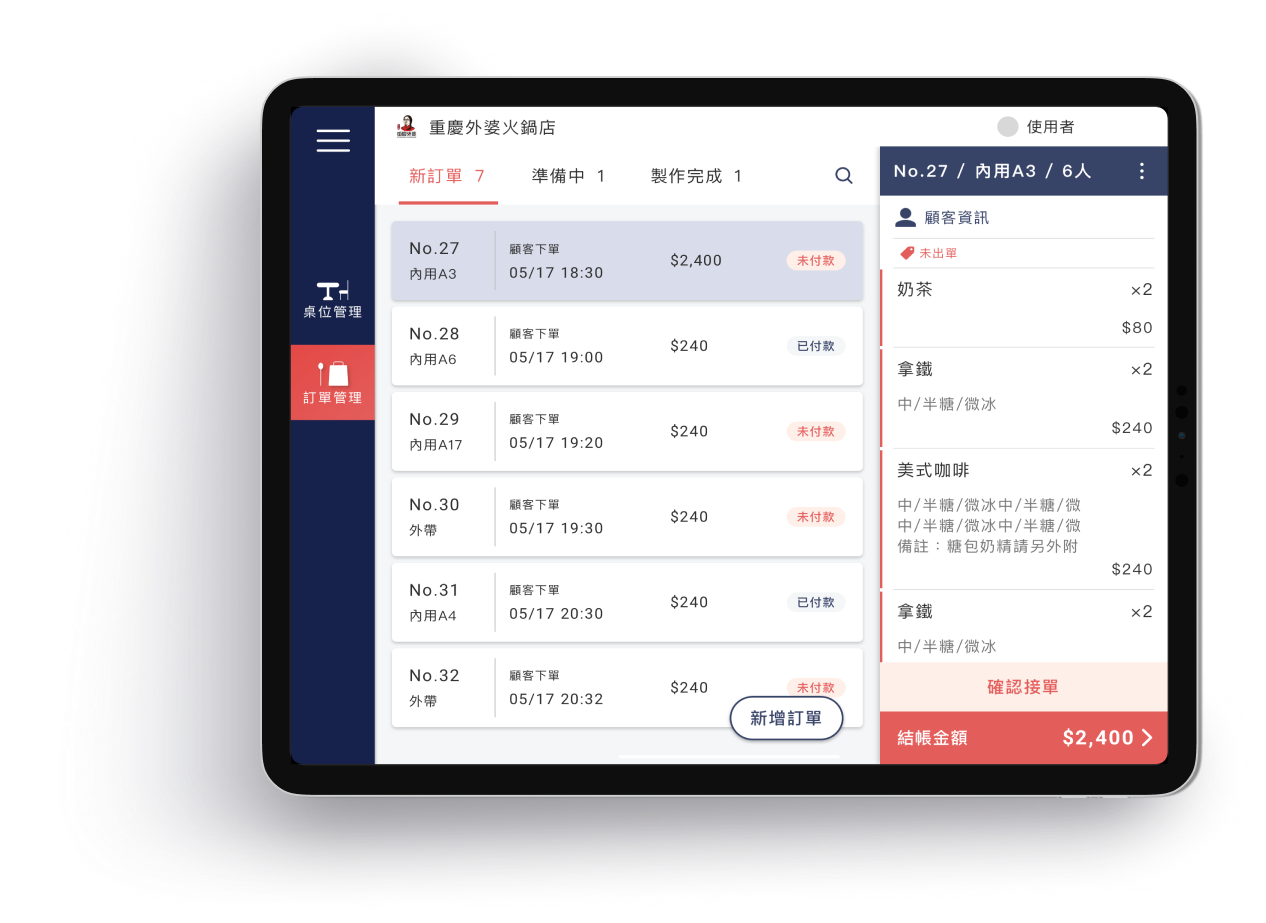 重慶外婆火鍋店
使用者
新訂單 7
準備中 1
製作完成 1
桌位管理
訂單管理
No.27
內用A3
顧客下單
05/17 18:30
$2,400
未付款
No.28
內用A6
顧客下單
05/17 19:00
$240
已付款
No.29
內用A17
顧客下單
05/17 19:20
$240
未付款
No.30
外帶
顧客下單
05/17 19:30
$240
未付款
No.31
內用A4
顧客下單
05/17 20:30
$240
已付款
No.32
外帶
顧客下單
05/17 20:32
$240
未付款
新增訂單
No.27 / 內用A3 / 6人
顧客資訊
未出單
奶茶 ×2
$80
拿鐵 ×2
中/半糖/微冰
$240
美式咖啡 ×2
中/半糖/微冰中/半糖/微
中/半糖/微冰中/半糖/微
備註：糖包奶精請另外附
$240
拿鐵 ×2
中/半糖/微冰
確認接單
結帳金額 $2,400